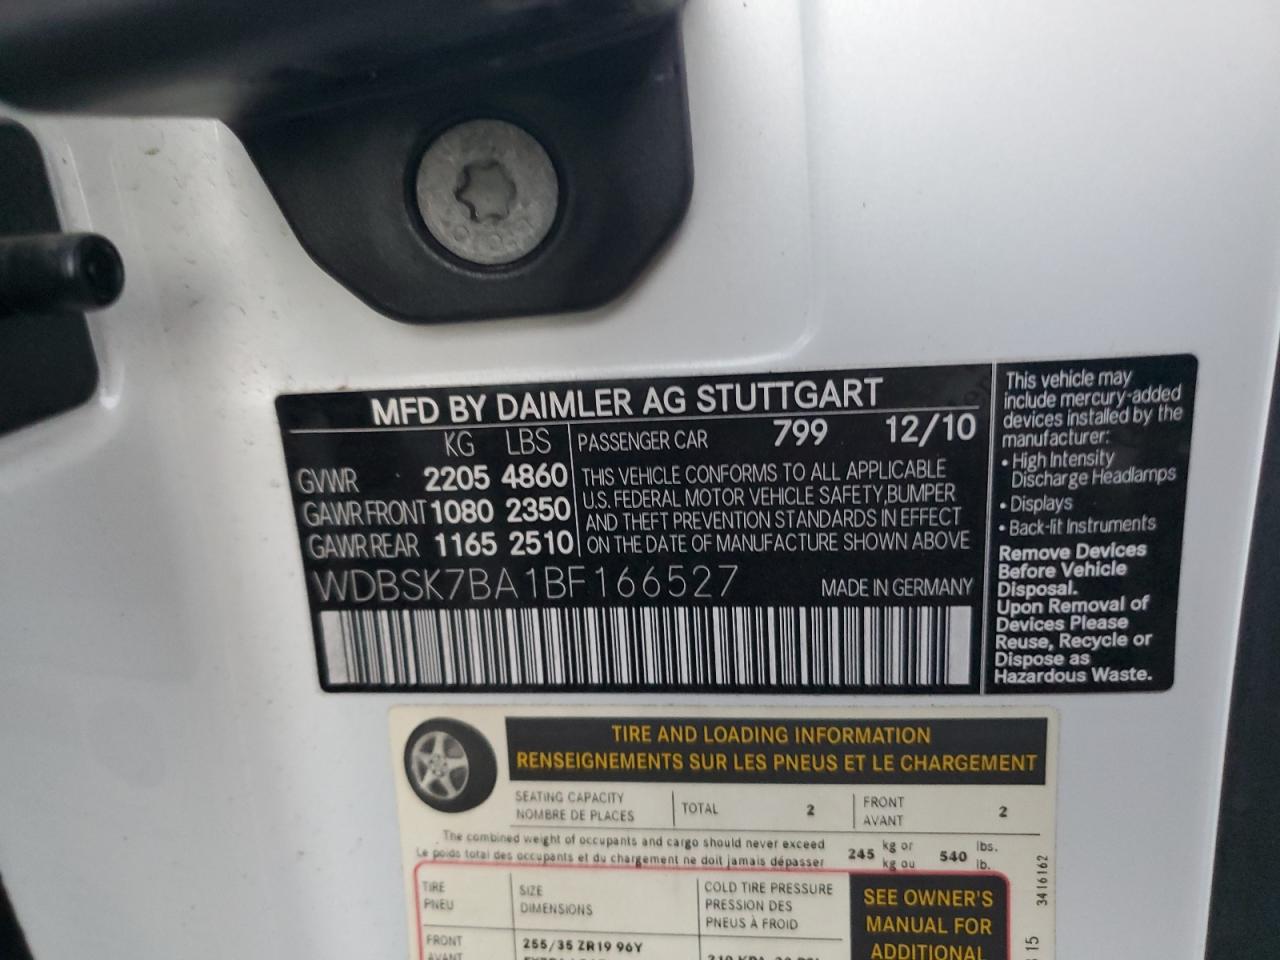 MFD BY DAIMLER AG STUTTGART
KG LBS PASSENGER CAR 799 12/10
GVWR 2205 4860
GAWR FRONT 1080 2350
GAWR REAR 1165 2510
THIS VEHICLE CONFORMS TO ALL APPLICABLE
U.S. FEDERAL MOTOR VEHICLE SAFETY,BUMPER
AND THEFT PREVENTION STANDARDS IN EFFECT
ON THE DATE OF MANUFACTURE SHOWN ABOVE
WDBSK7BA1BF166527 MADE IN GERMANY
This vehicle may
include mercury-added
devices installed by the
manufacturer:
• High Intensity
Discharge Headlamps
• Displays
• Back-lit Instruments
Remove Devices
Before Vehicle
Disposal.
Upon Removal of
Devices Please
Reuse, Recycle or
Dispose as
Hazardous Waste.
TIRE AND LOADING INFORMATION
RENSEIGNEMENTS SUR LES PNEUS ET LE CHARGEMENT
SEATING CAPACITY
NOMBRE DE PLACES
TOTAL 2
FRONT
AVANT
2
The combined weight of occupants and cargo should never exceed
Le poids total des occupants et du chargement ne doit jamais dépasser
245 kg or
kg ou
540 lbs.
lb.
TIRE
PNEU
SIZE
DIMENSIONS
COLD TIRE PRESSURE
PRESSION DES
PNEUS À FROID
SEE OWNER'S
MANUAL FOR
ADDITIONAL
FRONT
AVANT
255/35 ZR19 96Y
3416162